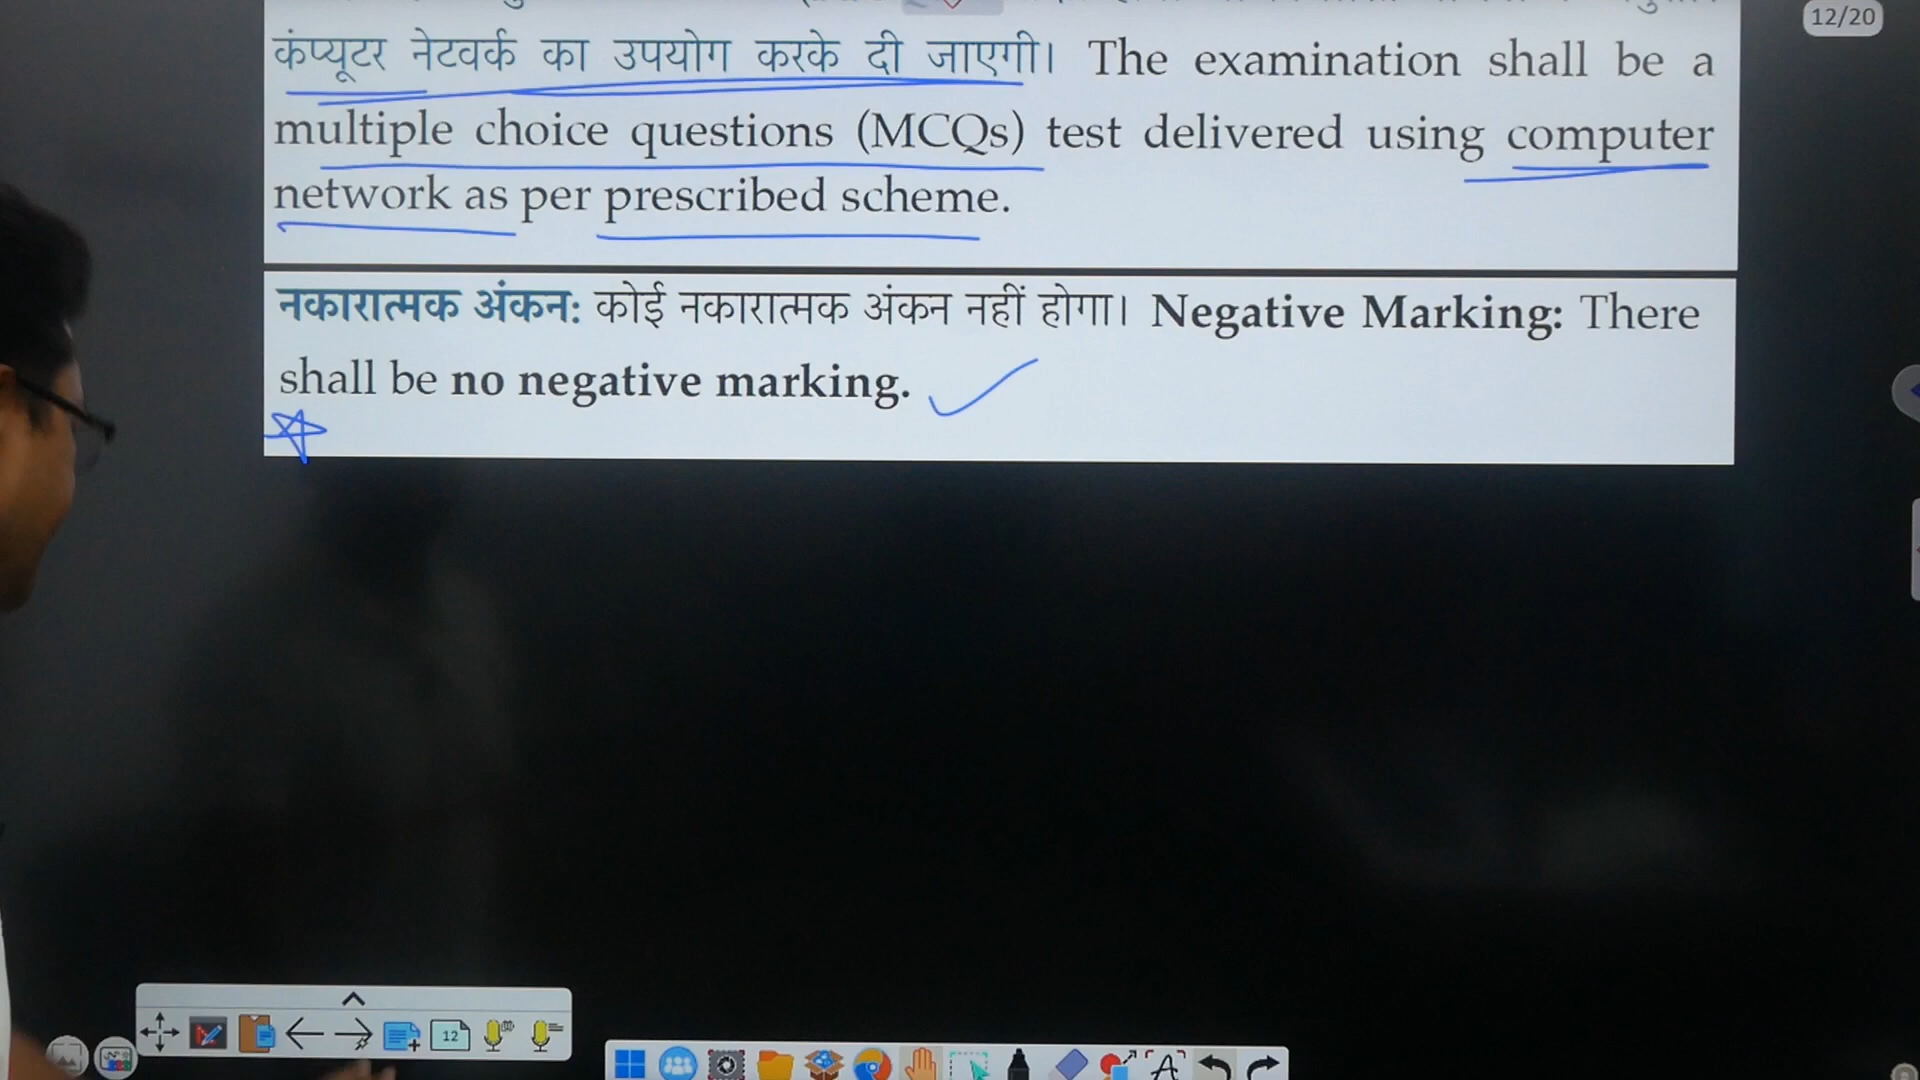 12/20
कंप्यूटर नेटवर्क का उपयोग करके दी जाएगी। The examination shall be a
multiple choice questions (MCQs) test delivered using computer
network as per prescribed scheme.
नकारात्मक अंकन: कोई नकारात्मक अंकन नहीं होगा। Negative Marking: There
shall be no negative marking.
12